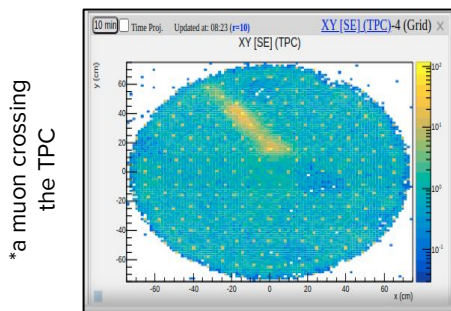 *a muon crossing
the TPC
10 min Time Proj. Updated at: 08:23 (r=10) XY [SE] (TPC)-4 (Grid) X
XY [SE] (TPC)
y (cm)
60
40
20
0
-20
-40
-60
-60 -40 -20 0 20 40 60
x (cm)
10²
10
1
10⁻¹